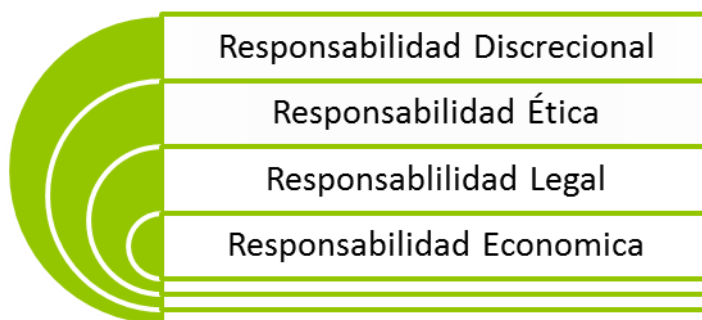 Responsabilidad Discrecional
Responsabilidad Ética
Responsablilidad Legal
Responsabilidad Economica